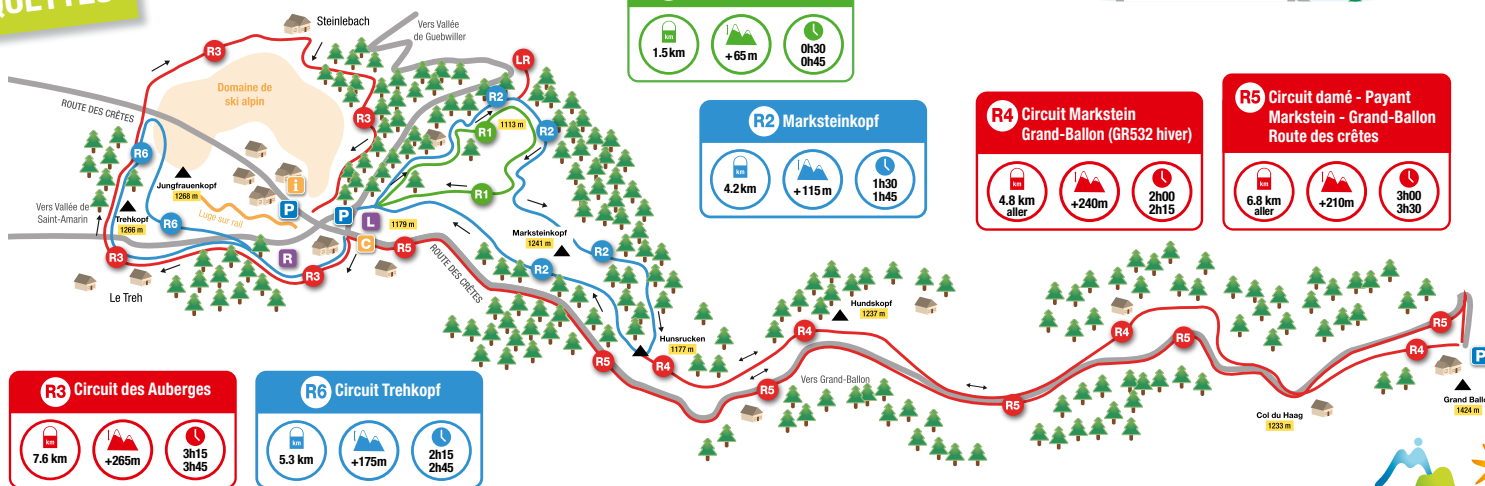 Steinlebach
Vers Vallée
de Guebwiller
R3
LR
1.5 km
+65 m
0h30
0h45
Domaine de
ski alpin
ROUTE DES CRÊTES
R2
R3
R1
1113 m
R2
R2 Marksteinkopf
4.2 km
+ 115 m
1h30
1h45
R4 Circuit Markstein
Grand-Ballon (GR532 hiver)
4.8 km
aller
+240m
2h00
2h15
R5 Circuit damé - Payant
Markstein - Grand-Ballon
Route des crêtes
6.8 km
aller
+210m
3h00
3h30
R6
Jungfrauenkopf
1268 m
i
P
P
L
R1
Vers Vallée de
Saint-Amarin
Trehkopf
1266 m
R6
Luge sur rail
1179 m
C
R5
Marksteinkopf
1241 m
R2
R3
R
R3
R2
ROUTE DES CRÊTES
Le Treh
Hundskopf
1237 m
Hunsrucken
1177 m
R4
R4
R5
R4
R5
R5
R4
P
R5
Vers Grand-Ballon
R5
Col du Haag
1233 m
1424 m
R3 Circuit des Auberges
km
7.6 km
+265m
3h15
3h45
R6 Circuit Trehkopf
km
5.3 km
+175m
2h15
2h45